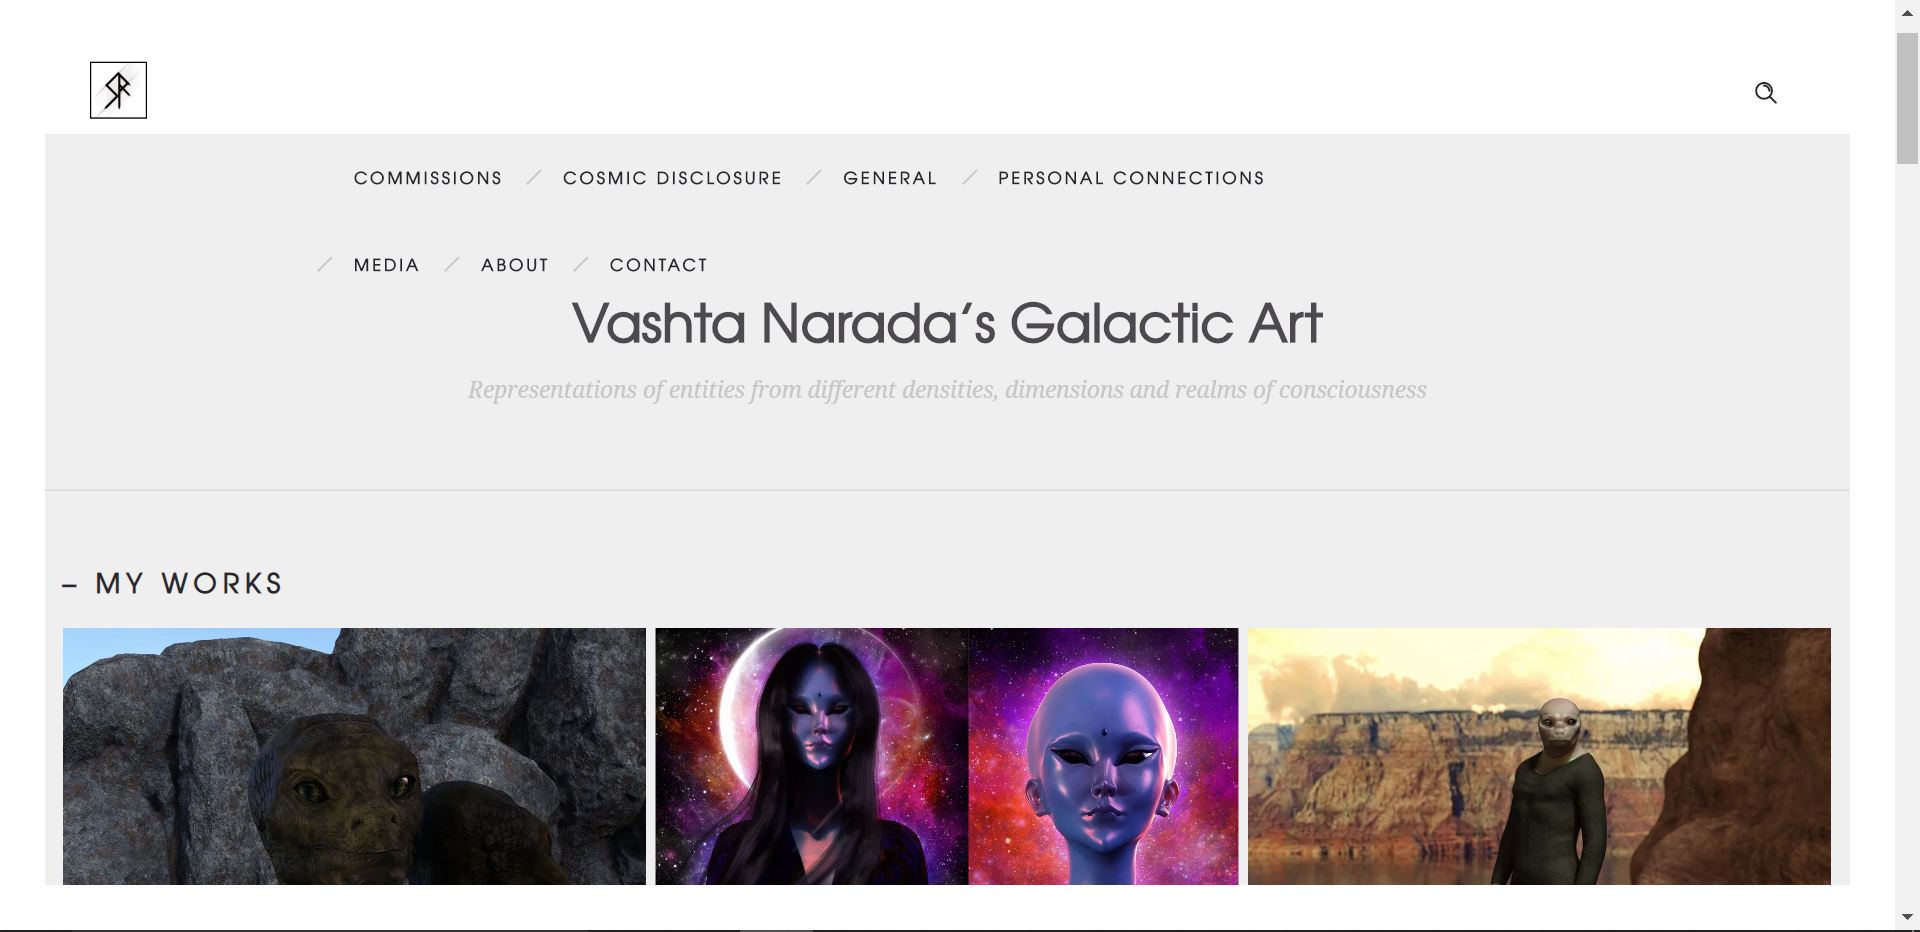 COMMISSIONS / COSMIC DISCLOSURE / GENERAL / PERSONAL CONNECTIONS
/ MEDIA / ABOUT / CONTACT
Vashta Narada’s Galactic Art
Representations of entities from different densities, dimensions and realms of consciousness
– MY WORKS